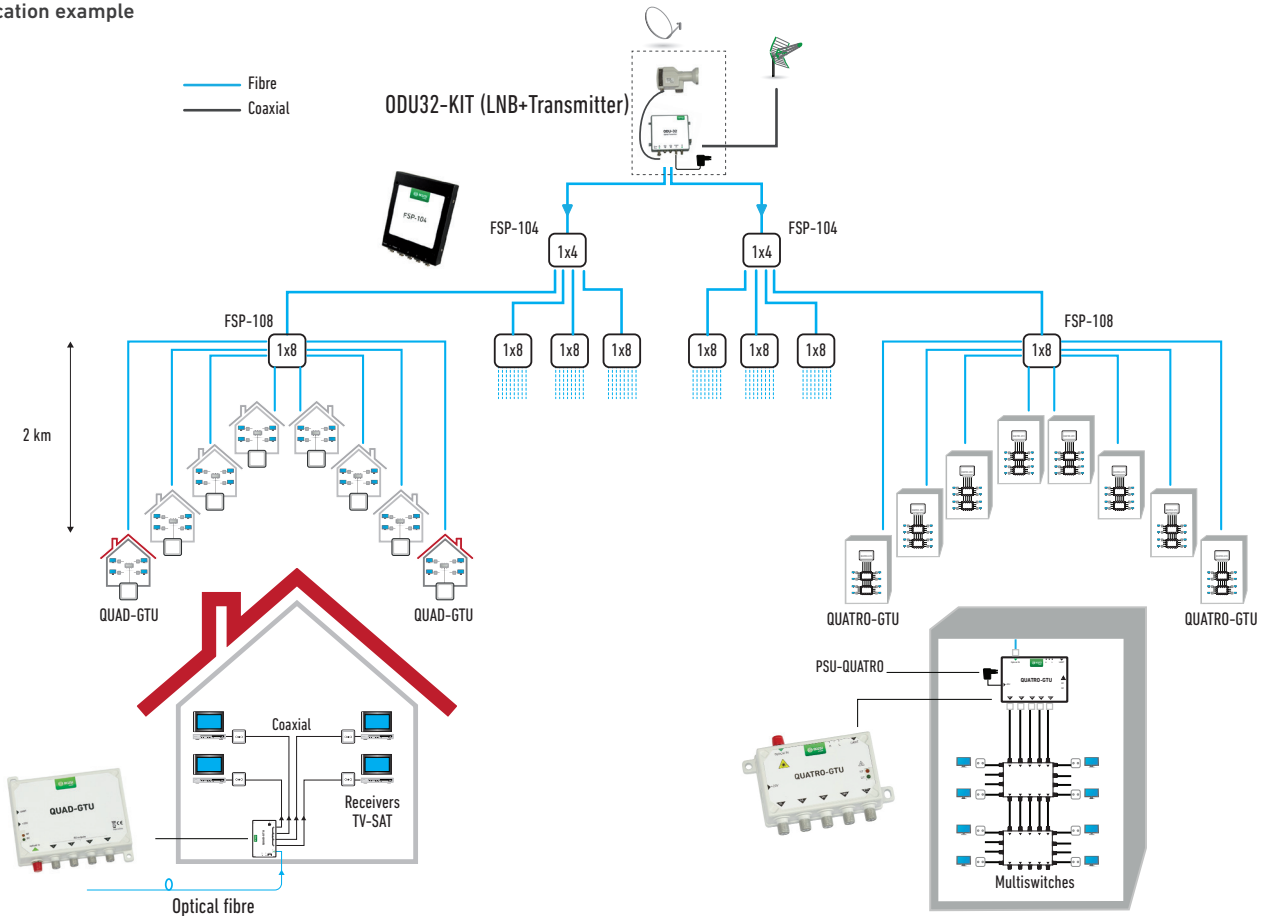 cation example
Fibre
Coaxial
ODU32-KIT (LNB+Transmitter)
ODU-32
FSP-104
FSP-104
FSP-104
1x4
1x4
FSP-108
FSP-108
1x8
1x8
1x8
1x8
1x8
1x8
1x8
1x8
2 km
QUAD-GTU
QUAD-GTU
QUATRO-GTU
QUATRO-GTU
PSU-QUATRO
QUATRO-GTU
Coaxial
QUATRO-GTU
QUAD-GTU
Receivers
TV-SAT
Multiswitches
Optical fibre